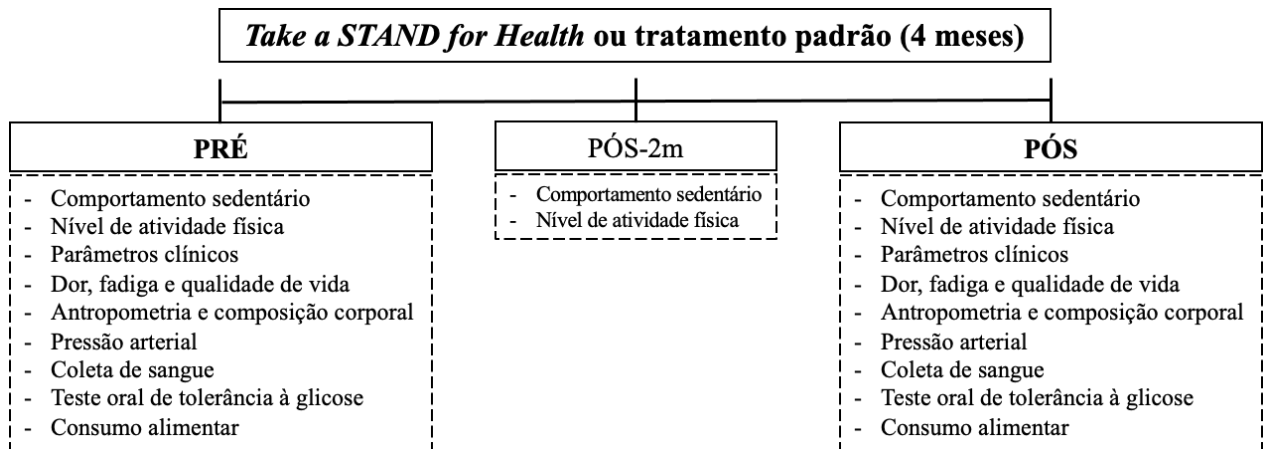 Take a STAND for Health ou tratamento padrão (4 meses)
PRÉ
- Comportamento sedentário
- Nível de atividade física
- Parâmetros clínicos
- Dor, fadiga e qualidade de vida
- Antropometria e composição corporal
- Pressão arterial
- Coleta de sangue
- Teste oral de tolerância à glicose
- Consumo alimentar
PÓS-2m
- Comportamento sedentário
- Nível de atividade física
PÓS
- Comportamento sedentário
- Nível de atividade física
- Parâmetros clínicos
- Dor, fadiga e qualidade de vida
- Antropometria e composição corporal
- Pressão arterial
- Coleta de sangue
- Teste oral de tolerância à glicose
- Consumo alimentar